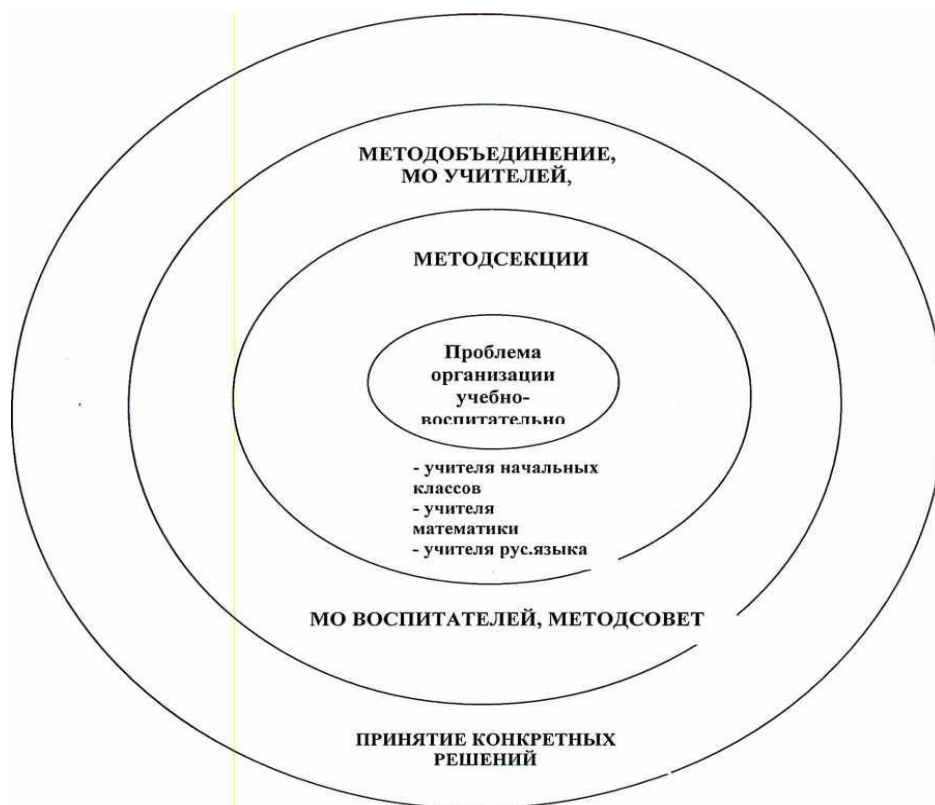 МЕТОДОБЪЕДИНЕНИЕ,
МО УЧИТЕЛЕЙ,
МЕТОДСЕКЦИИ
Проблема
организации
учебно-
воспитательно
- учителя начальных
классов
- учителя
математики
- учителя рус.языка
МО ВОСПИТАТЕЛЕЙ, МЕТОДСОВЕТ
ПРИНЯТИЕ КОНКРЕТНЫХ
РЕШЕНИЙ